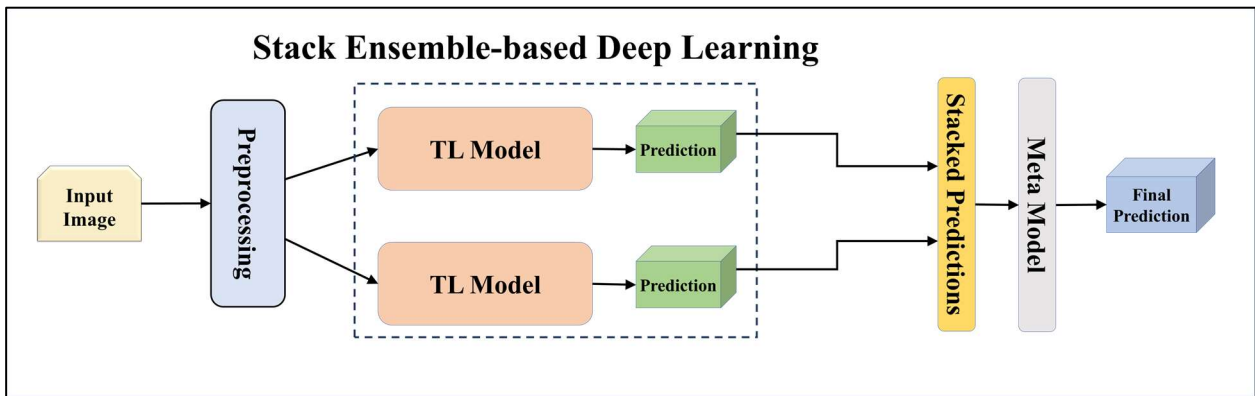 Stack Ensemble-based Deep Learning
Input
Image
Preprocessing
TL Model
Prediction
TL Model
Prediction
Stacked Predictions
Meta Model
Final
Prediction